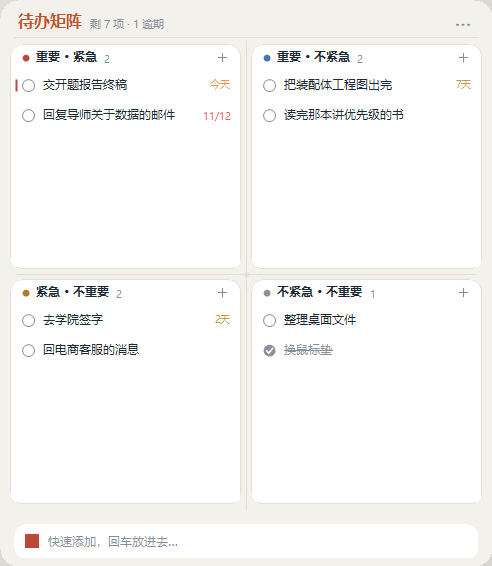 待办矩阵 剩 7 项 · 1 逾期 ...
重要 · 紧急 2 +
交开题报告终稿 今天
回复导师关于数据的邮件 11/12
重要 · 不紧急 2 +
把装配体工程图出完 7天
读完那本讲优先级的书
紧急 · 不重要 2 +
去学院签字 2天
回电商客服的消息
不紧急 · 不重要 1 +
整理桌面文件
换鼠标垫
快速添加，回车放进去...